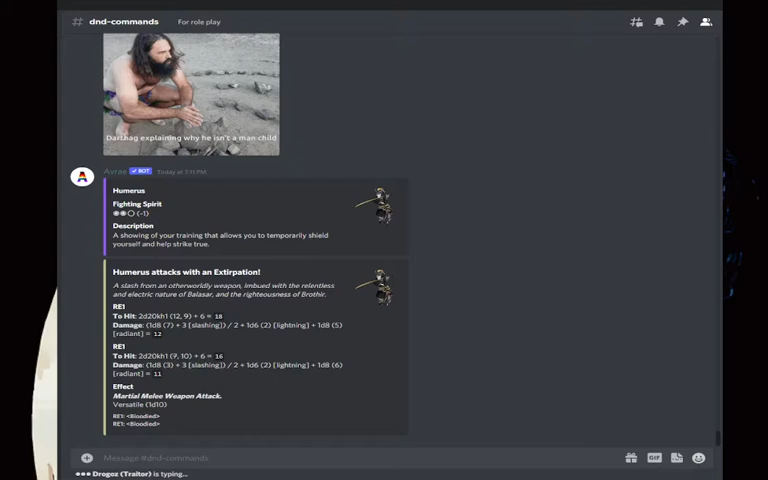 dnd-commands For role play
Darthag explaining why he isn't a man child
Avrae BOT Today at 7:11 PM
Humerus
Fighting Spirit
(-1)
Description
A showing of your training that allows you to temporarily shield
yourself and help strike true.
Humerus attacks with an Extirpation!
A slash from an otherworldly weapon, imbued with the relentless
and electric nature of Balasar, and the righteousness of Brothir.
RE1
To Hit: 2d20kh1 (12, 9) + 6 = 18
Damage: (1d8 (7) + 3 [slashing]) / 2 + 1d6 (2) [lightning] + 1d8 (5)
[radiant] = 12
RE1
To Hit: 2d20kh1 (9, 10) + 6 = 16
Damage: (1d8 (3) + 3 [slashing]) / 2 + 1d6 (2) [lightning] + 1d8 (6)
[radiant] = 11
Effect
Martial Melee Weapon Attack.
Versatile (1d10)
RE1: <Bloodied>
RE1: <Bloodied>
Message #dnd-commands
GIF
Drogoz (Traitor) is typing...